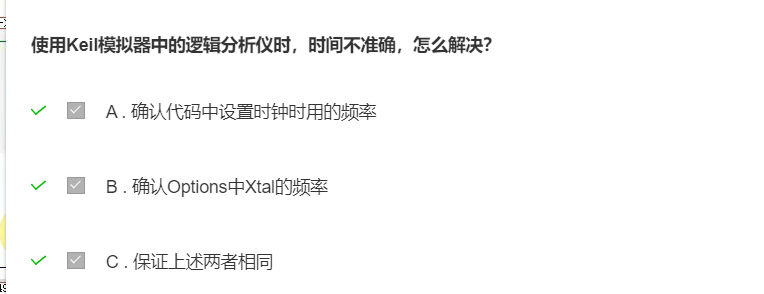 使用Keil模拟器中的逻辑分析仪时，时间不准确，怎么解决？
A . 确认代码中设置时钟时用的频率
B . 确认Options中Xtal的频率
C . 保证上述两者相同